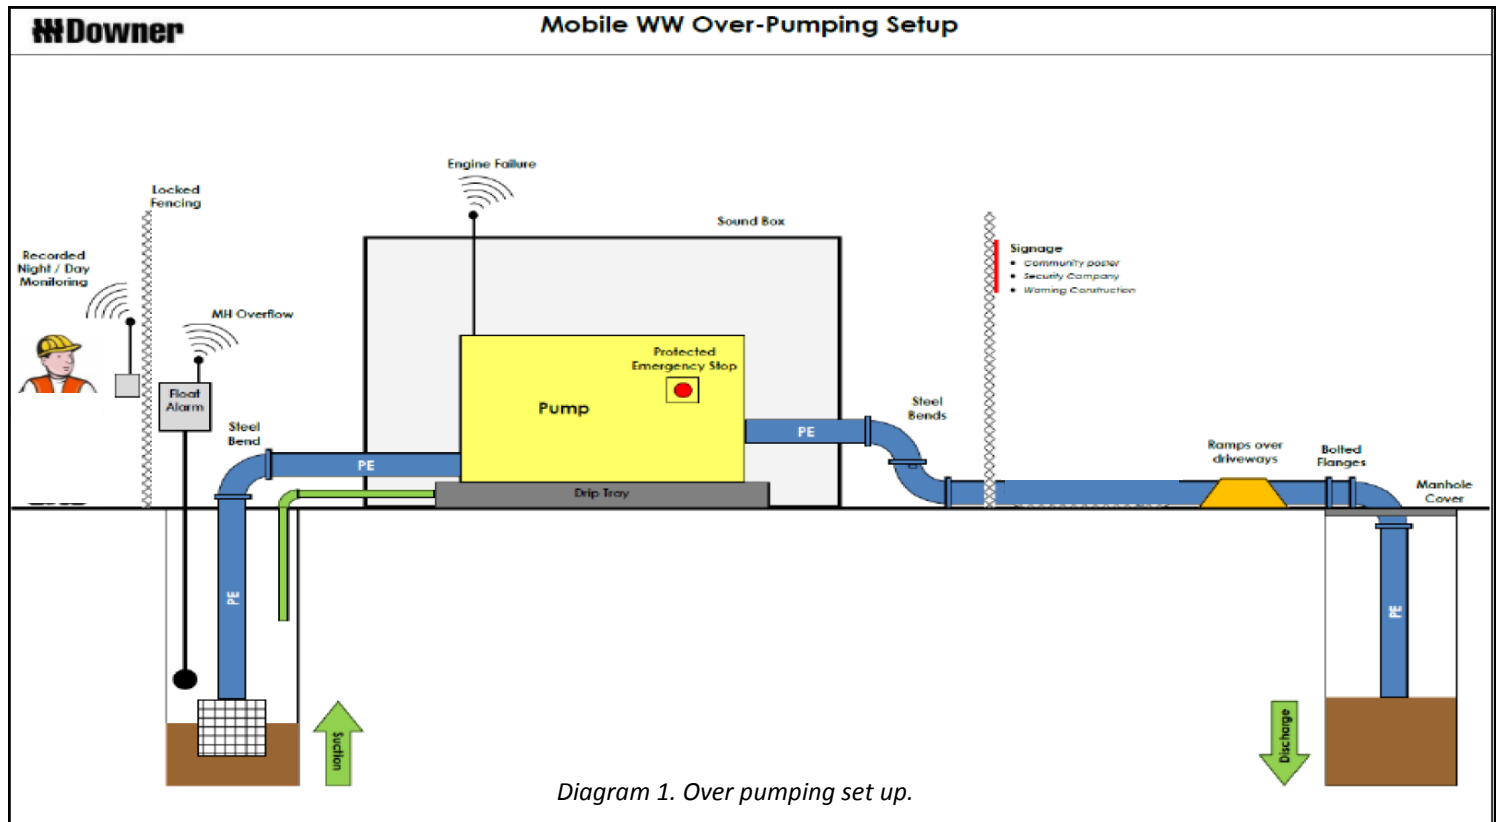 Downer
Mobile WW Over-Pumping Setup
Engine Failure
Locked
Fencing
Sound Box
Recorded
Night / Day
Monitoring
Signage
• Community poster
• Security Company
• Warning Construction
MH Overflow
Protected
Emergency Stop
Float
Alarm
Pump
Steel
Bend
Steel
Bends
PE
PE
Ramps over
driveways
Bolted
Flanges
Manhole
Cover
Drip Tray
PE
PE
Suction
Discharge
Diagram 1. Over pumping set up.